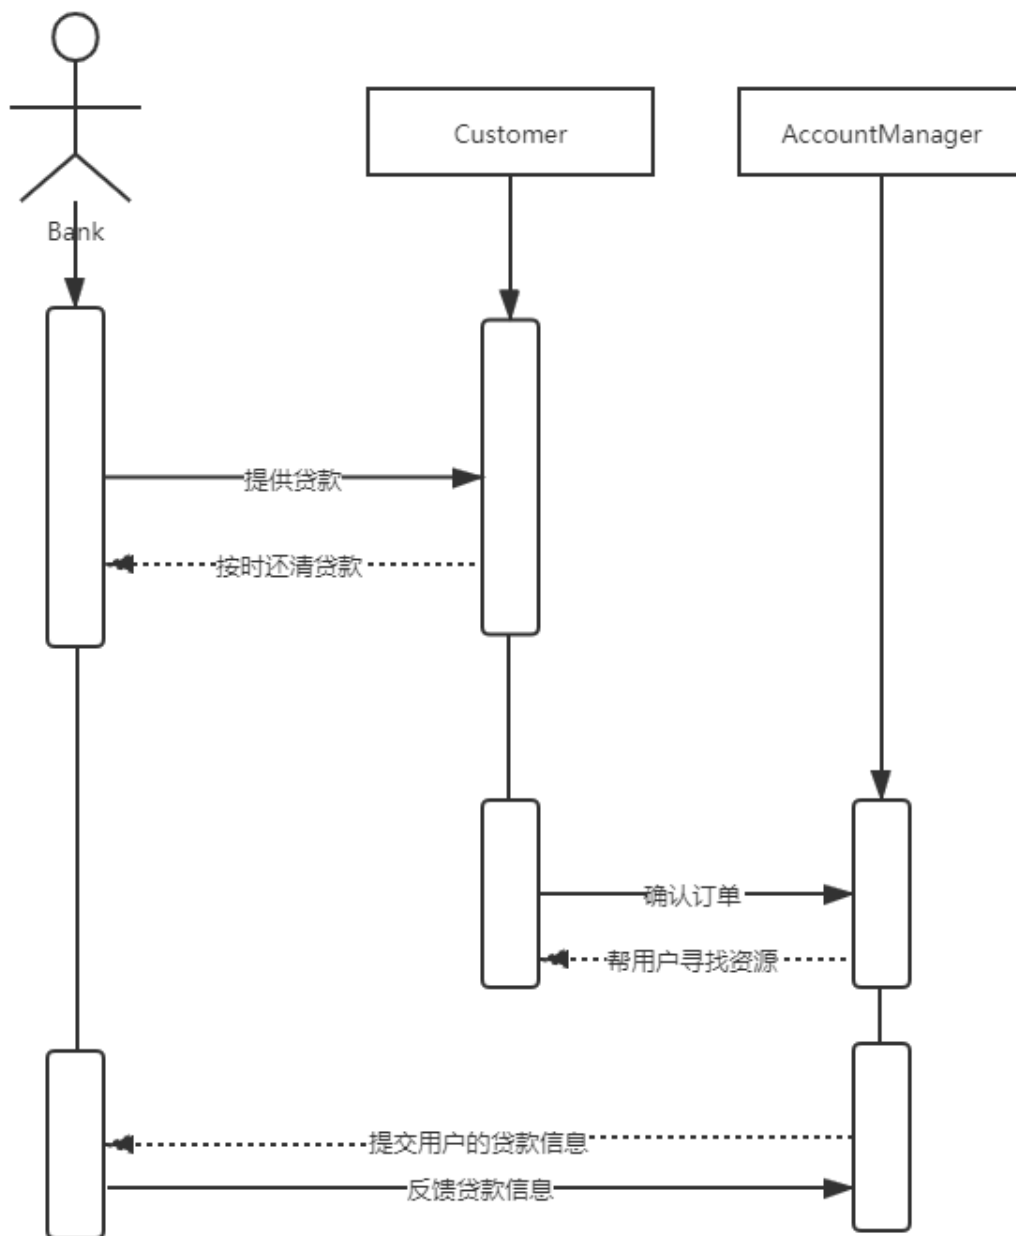 Customer
AccountManager
Bank
提供贷款
按时还清贷款
确认订单
帮用户寻找资源
提交用户的贷款信息
反馈贷款信息